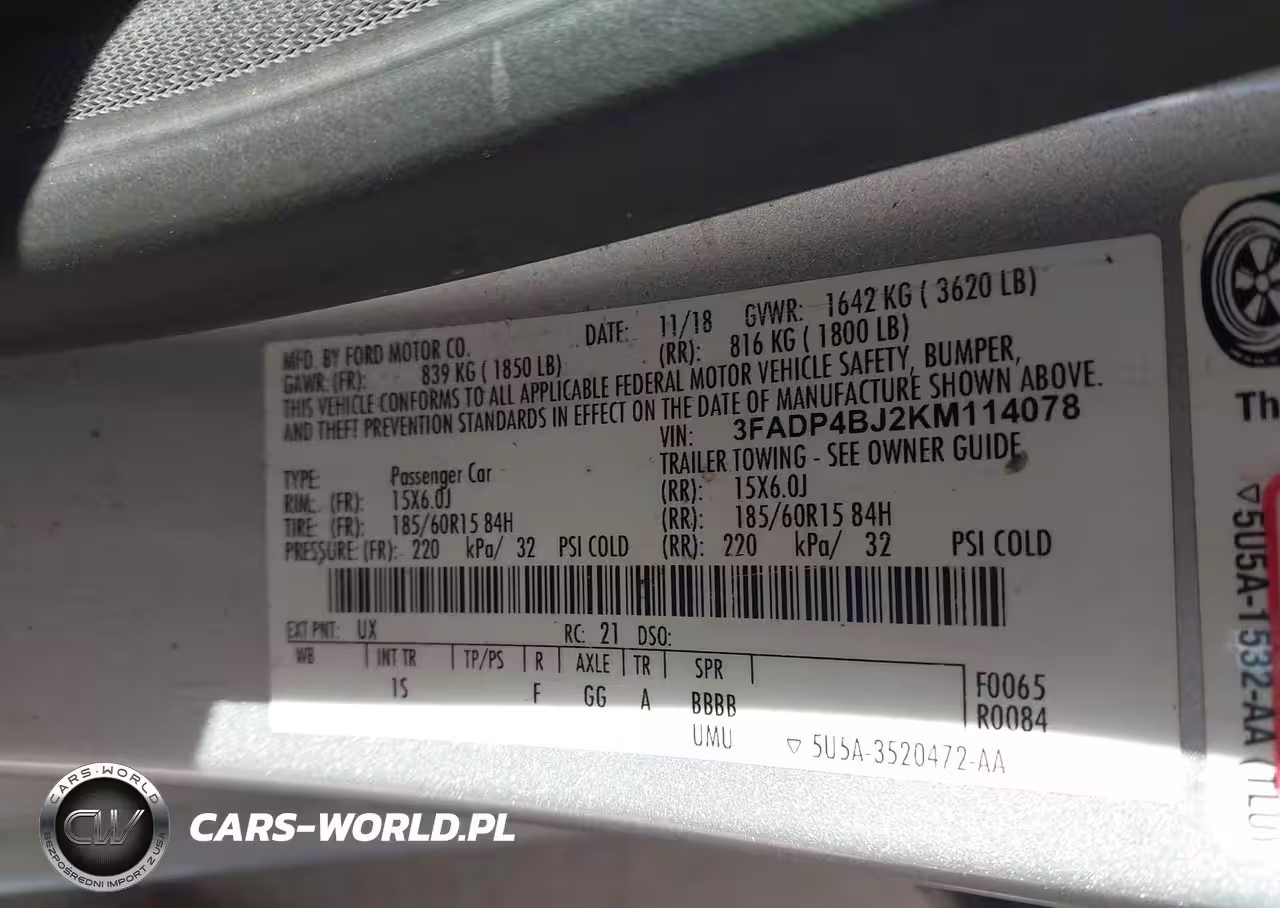 MFD. BY FORD MOTOR CO. DATE: 11/18 GVWR: 1642 KG ( 3620 LB)
GAWR: (FR): 839 KG ( 1850 LB) (RR): 816 KG ( 1800 LB)
THIS VEHICLE CONFORMS TO ALL APPLICABLE FEDERAL MOTOR VEHICLE SAFETY, BUMPER,
AND THEFT PREVENTION STANDARDS IN EFFECT ON THE DATE OF MANUFACTURE SHOWN ABOVE.
VIN: 3FADP4BJ2KM114078
TYPE: Passenger Car TRAILER TOWING - SEE OWNER GUIDE
RIM: (FR): 15X6.0J (RR): 15X6.0J
TIRE: (FR): 185/60R15 84H (RR): 185/60R15 84H
PRESSURE: (FR): 220 kPa/ 32 PSI COLD (RR): 220 kPa/ 32 PSI COLD
EXT PNT: UX RC: 21 DSO:
WB INT TR TP/PS R AXLE TR SPR
1S F GG A BBBB
F0065
R0084
UMU ▽ 5U5A-3520472-AA
Th
▽5U5A-1532-AA
CARS-WORLD
CW
BEZPOŚREDNI IMPORT Z USA
CARS-WORLD.PL